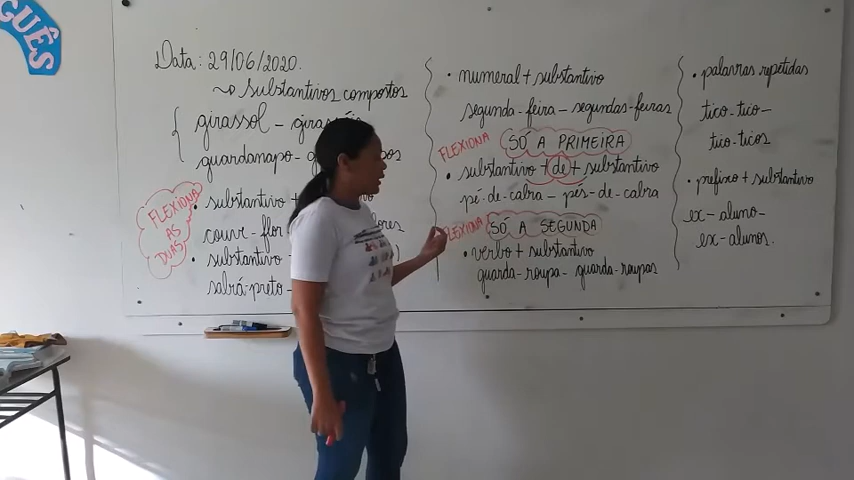 GUÊS
Data: 29/06/2020.
Substantivos compostos
girassol -
guardanapo -
FLEXIONA
AS
DUAS
substantivo +
couve-flor
substantivo
sabiá-preto -
• numeral + substantivo
segunda-feira - segundas-feiras
FLEXIONA SÓ A PRIMEIRA
• substantivo + de + substantivo
pé-de-cabra - pés-de-cabra
FLEXIONA SÓ A SEGUNDA
• verbo + substantivo
guarda-roupa - guarda-roupas
• palavras repetidas
tico-tico -
tico-ticos
• prefixo + substantivo
ex-aluno -
ex-alunos.